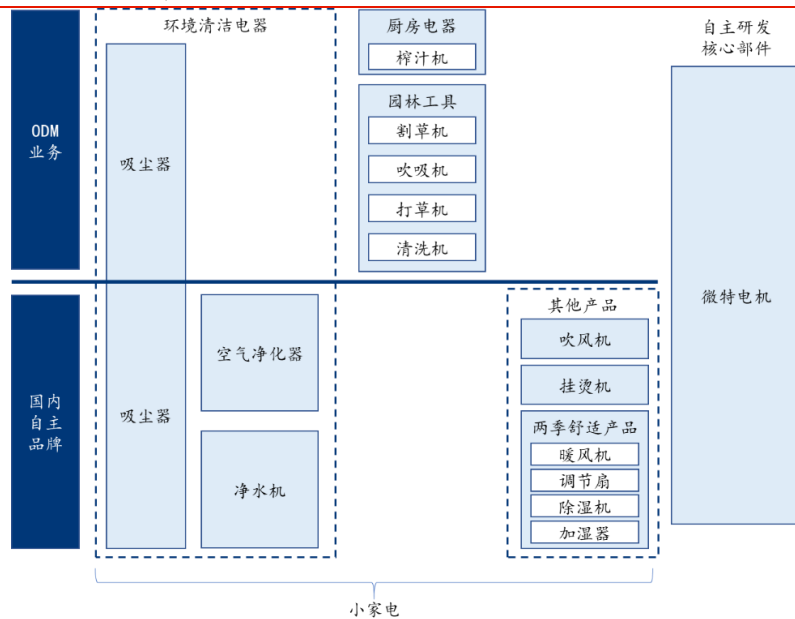 环境清洁电器
厨房电器
榨汁机
自主研发
核心部件
ODM
业务
吸尘器
园林工具
割草机
吹吸机
打草机
清洗机
微特电机
国内
自主
品牌
吸尘器
空气净化器
净水机
其他产品
吹风机
挂烫机
两季舒适产品
暖风机
调节扇
除湿机
加湿器
小家电